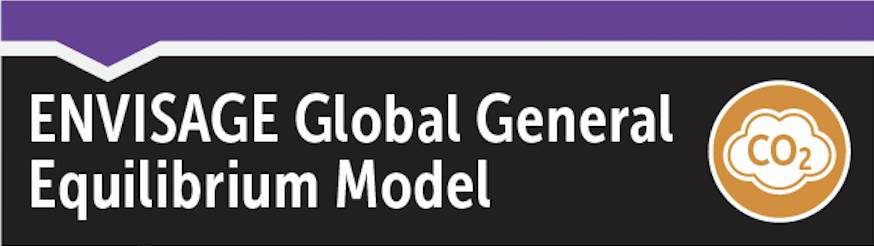 ENVISAGE Global General
Equilibrium Model
CO₂